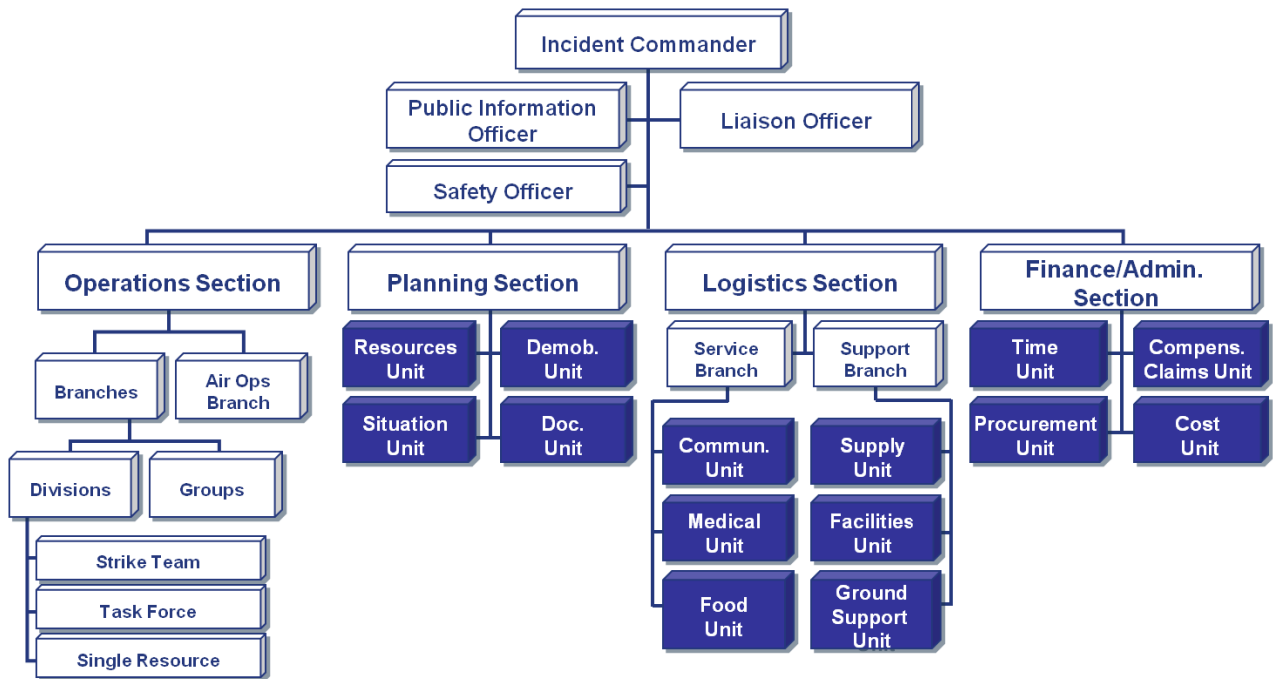 Incident Commander
Public Information
Officer
Liaison Officer
Safety Officer
Operations Section
Planning Section
Logistics Section
Finance/Admin.
Section
Branches
Air Ops
Branch
Divisions
Groups
Strike Team
Task Force
Single Resource
Resources
Unit
Demob.
Unit
Situation
Unit
Doc.
Unit
Service
Branch
Support
Branch
Commun.
Unit
Supply
Unit
Medical
Unit
Facilities
Unit
Food
Unit
Ground
Support
Unit
Time
Unit
Compens.
Claims Unit
Procurement
Unit
Cost
Unit